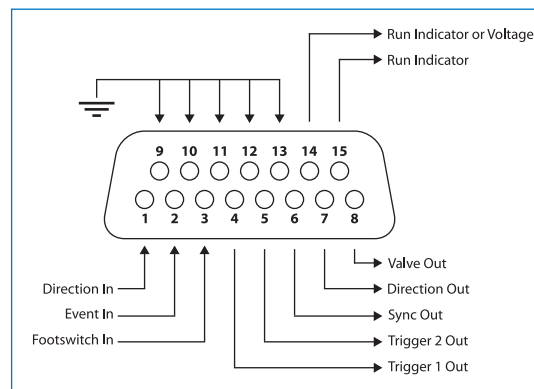 Run Indicator or Voltage
Run Indicator
9 10 11 12 13 14 15
1 2 3 4 5 6 7 8
Valve Out
Direction In
Direction Out
Event In
Sync Out
Footswitch In
Trigger 2 Out
Trigger 1 Out